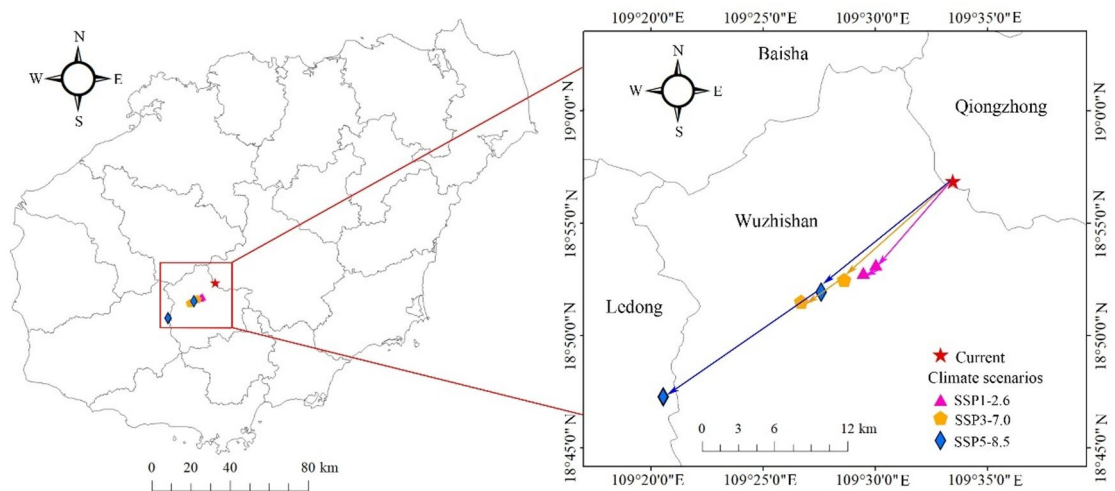 N
W E
S
0 20 40 80 km
109°20'0"E 109°25'0"E 109°30'0"E 109°35'0"E
Baisha
N
W E
S
Qiongzhong
Wuzhishan
Ledong
19°0'0" N
18°55'0" N
18°50'0" N
18°45'0" N
19°0'0" N
18°55'0" N
18°50'0" N
18°45'0" N
Current
Climate scenarios
SSP1-2.6
SSP3-7.0
SSP5-8.5
0 3 6 12 km
109°20'0"E 109°25'0"E 109°30'0"E 109°35'0"E